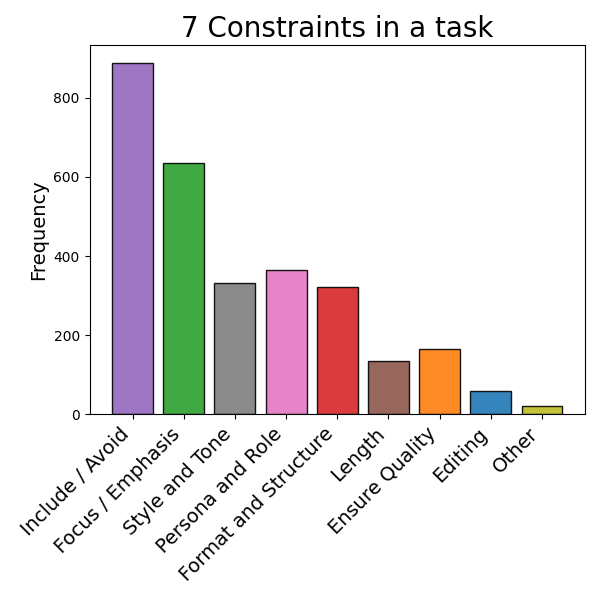 7 Constraints in a task
Frequency
800
600
400
200
0
Include / Avoid
Focus / Emphasis
Style and Tone
Persona and Role
Format and Structure
Length
Ensure Quality
Editing
Other